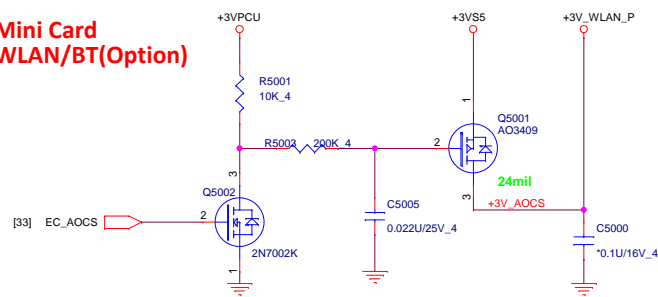 Mini Card
WLAN/BT(Option)
+3VPCU
+3VS5
+3V_WLAN_P
R5001
10K_4
R5003 200K_4
1
Q5001
AO3409
2
3
24mil
+3V_AOCS
3
Q5002
2
[33] EC_AOCS
2N7002K
1
C5005
0.022U/25V_4
C5000
*0.1U/16V_4